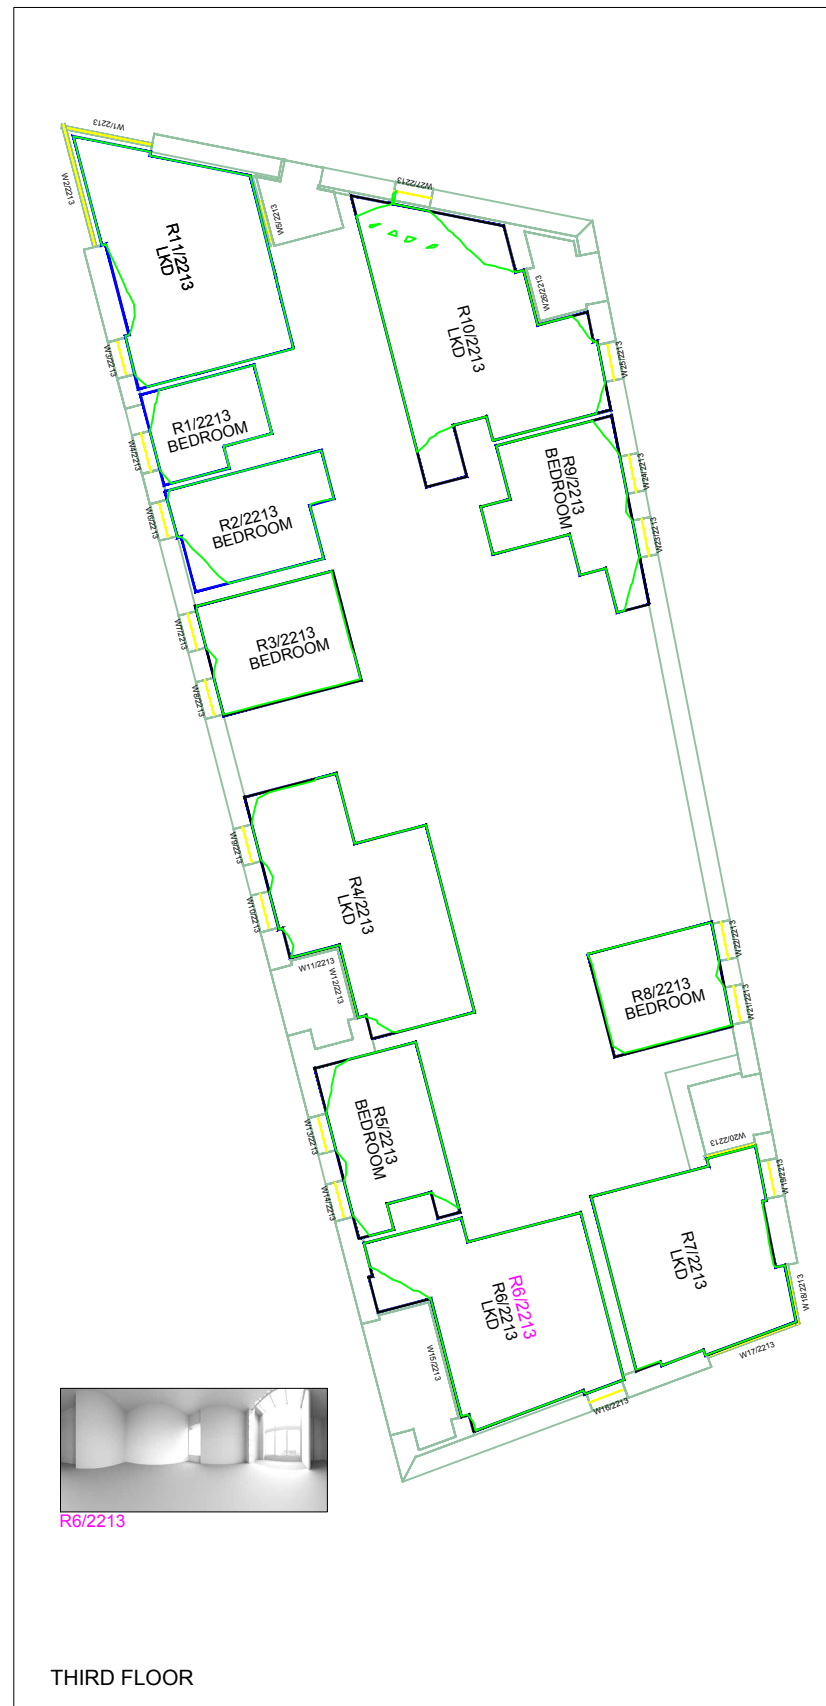 W1/2213
W2/2213
W5/2213
W27/2213
R11/2213
LKD
W26/2213
R10/2213
LKD
W3/2213
W25/2213
R1/2213
BEDROOM
W4/2213
W24/2213
R9/2213
BEDROOM
W6/2213
R2/2213
BEDROOM
W23/2213
W7/2213
R3/2213
BEDROOM
W8/2213
W9/2213
R4/2213
LKD
W10/2213
W11/2213
W12/2213
W22/2213
R8/2213
BEDROOM
W21/2213
W13/2213
R5/2213
BEDROOM
W14/2213
W20/2213
W19/2213
R7/2213
LKD
R6/2213
R6/2213
LKD
W18/2213
W17/2213
W15/2213
W16/2213
R6/2213
THIRD FLOOR